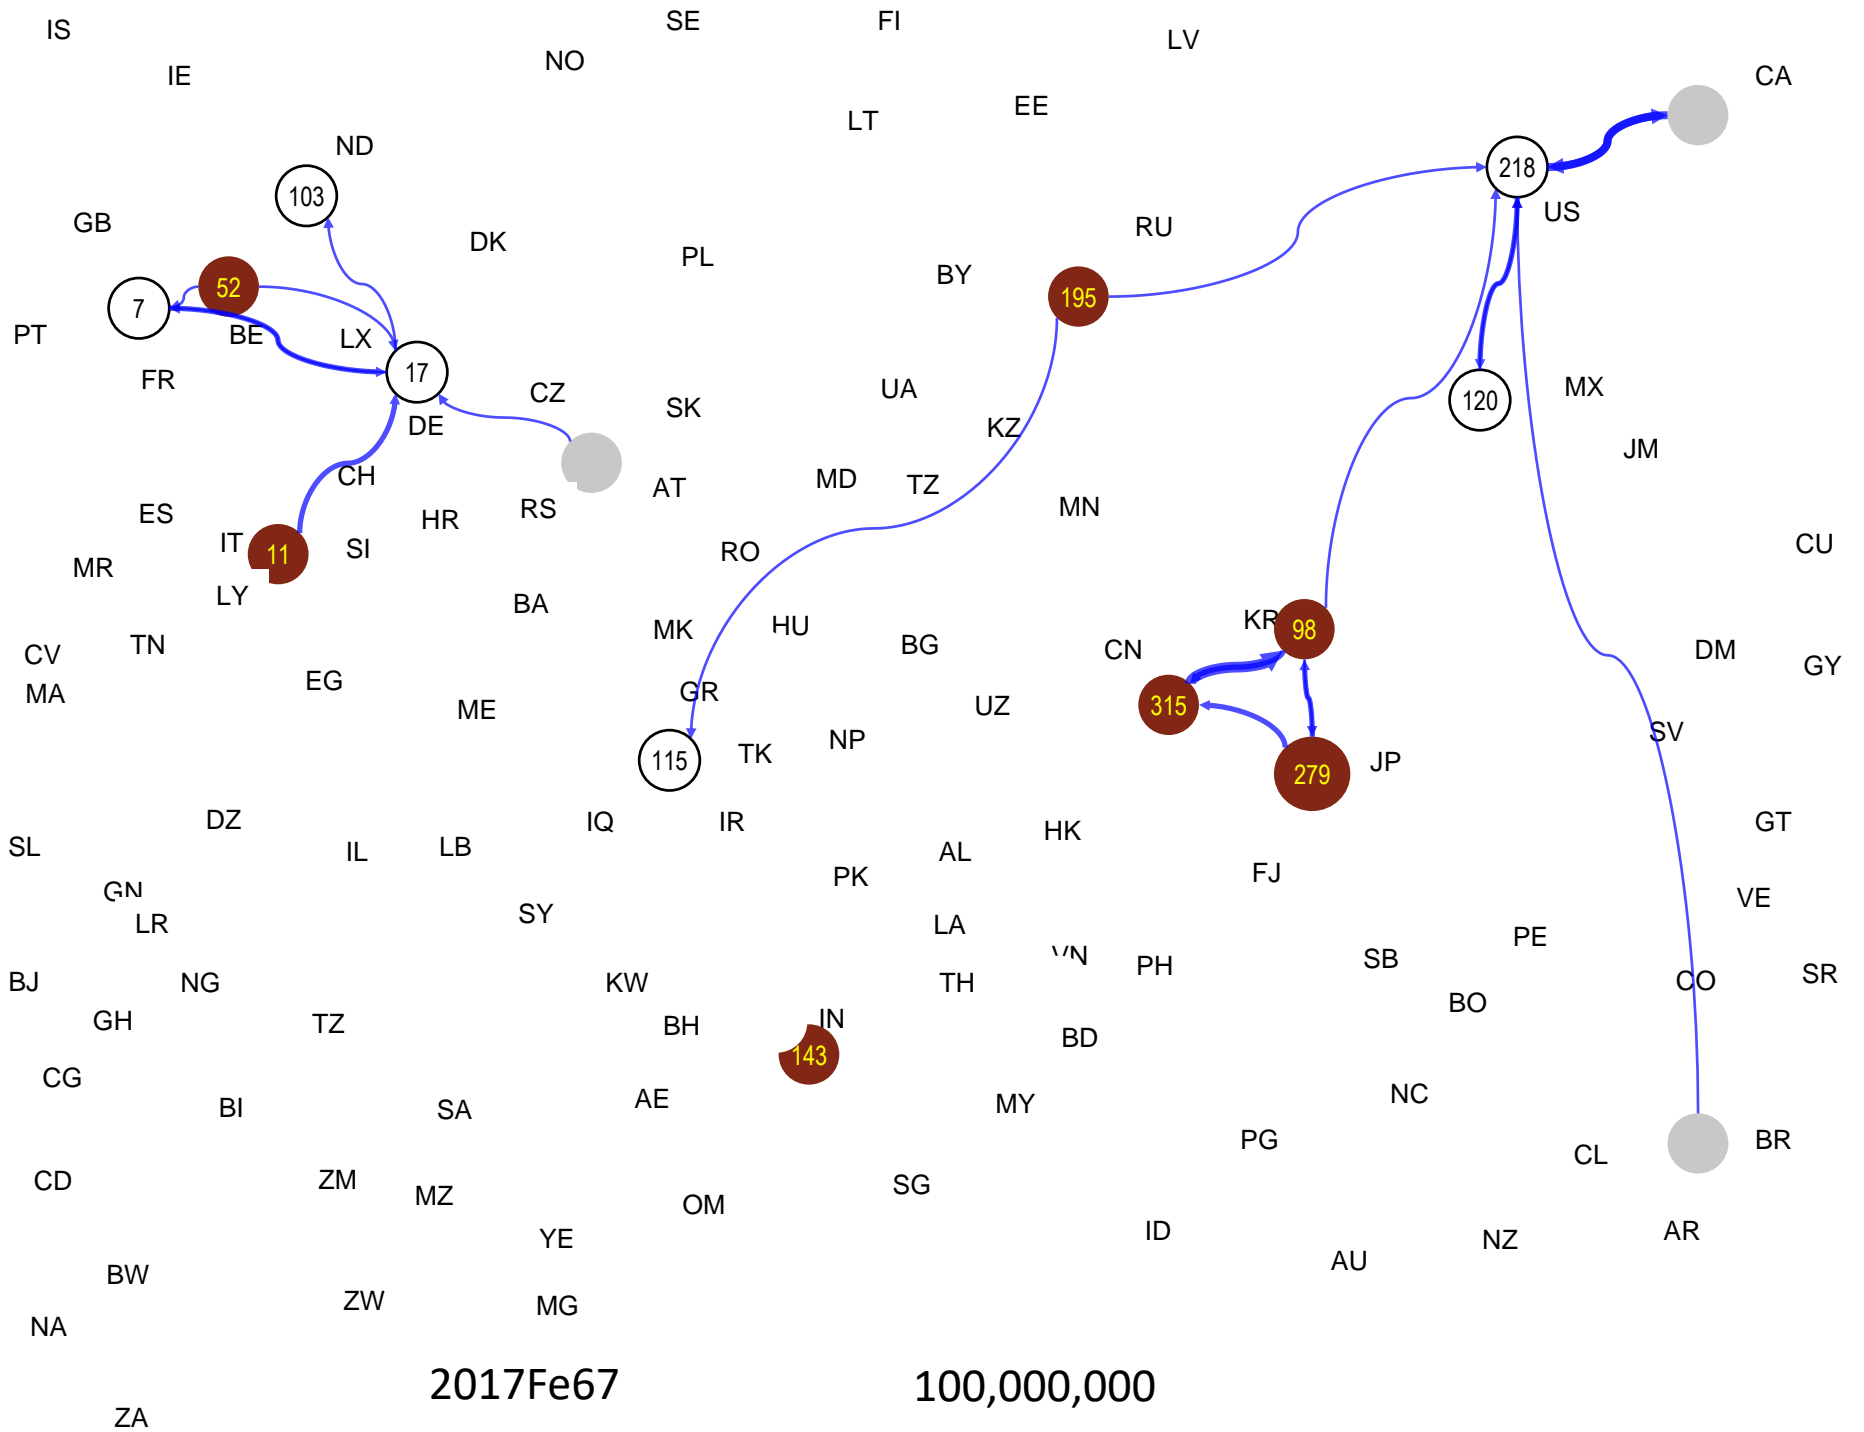 IS
SE
FI
LV
NO
IE
CA
EE
LT
ND
218
103
US
GB
RU
DK
PL
BY
52
195
7
PT
BE
LX
FR
17
CZ
UA
MX
120
SK
DE
KZ
JM
CH
MD
TZ
AT
MN
RS
ES
HR
IT
11
SI
RO
CU
MR
LY
BA
KR
98
MK
HU
TN
BG
CN
DM
CV
GY
EG
MA
GR
ME
UZ
315
SV
NP
TK
115
JP
279
DZ
IQ
IR
HK
GT
SL
IL
LB
AL
PK
FJ
GN
VE
LR
SY
LA
PE
VN
PH
SB
BJ
NG
KW
TH
CO
SR
BO
GH
TZ
BH
IN
BD
143
CG
BI
SA
AE
MY
NC
PG
BR
CL
CD
ZM
MZ
SG
OM
YE
ID
NZ
AR
AU
BW
ZW
MG
NA
2017Fe67
100,000,000
ZA